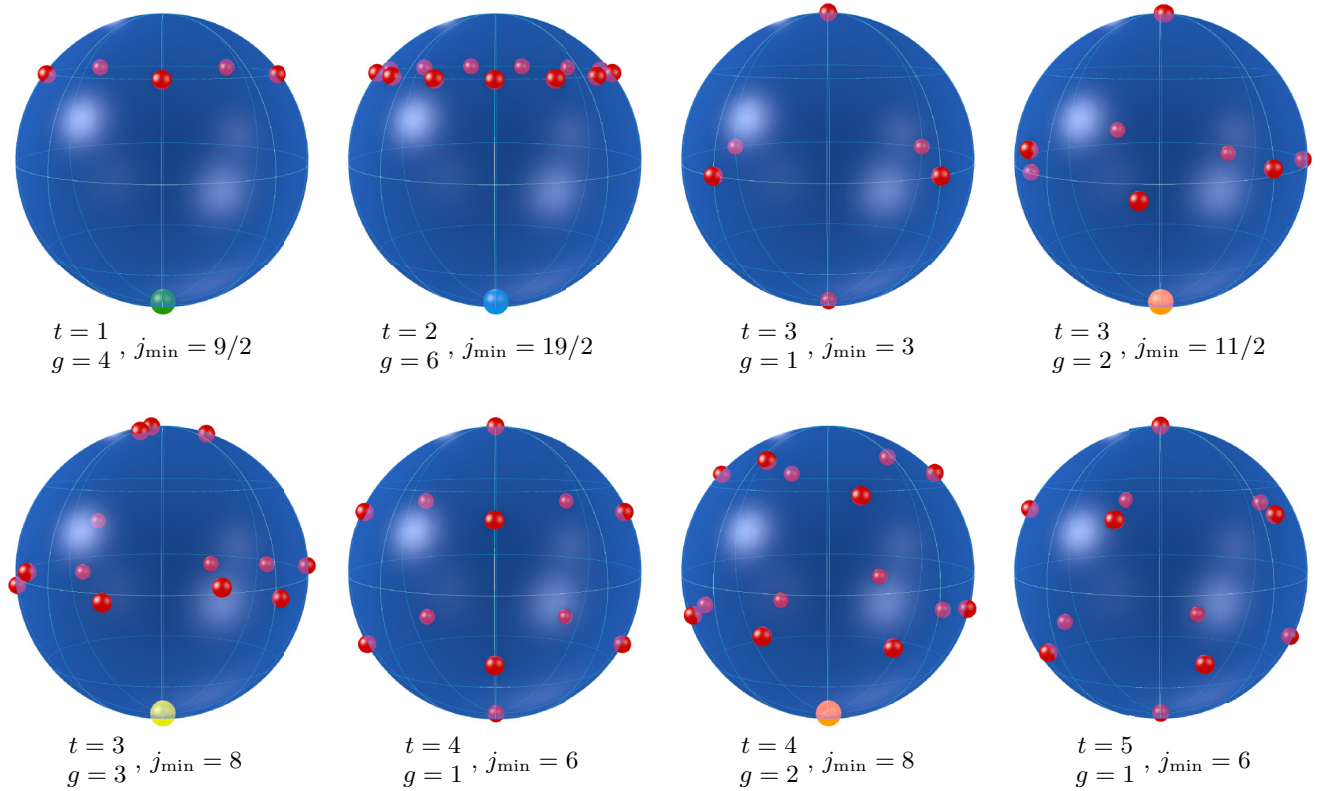 t = 1
g = 4 , j_min = 9/2
t = 2
g = 6 , j_min = 19/2
t = 3
g = 1 , j_min = 3
t = 3
g = 2 , j_min = 11/2
t = 3
g = 3 , j_min = 8
t = 4
g = 1 , j_min = 6
t = 4
g = 2 , j_min = 8
t = 5
g = 1 , j_min = 6